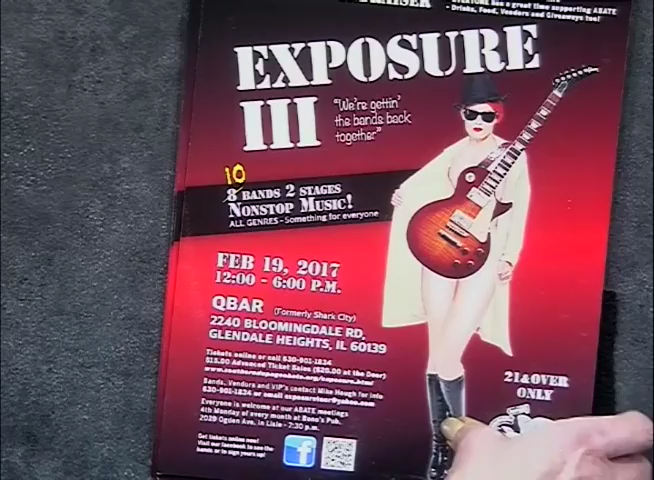 EVERYONE has a great time supporting ABATE
- Drinks, Food, Vendors and Giveaways too!
EXPOSURE
III
"We're gettin'
the bands back
together"
10
8 BANDS 2 STAGES
NONSTOP MUSIC!
ALL GENRES - Something for everyone
FEB 19, 2017
12:00 - 6:00 P.M.
QBAR (Formerly Shark City)
2240 BLOOMINGDALE RD.
GLENDALE HEIGHTS, IL 60139
Tickets online or call 630-901-1834
$15.00 Advanced Ticket Sales ($20.00 at the Door)
Bands, Vendors and VIP's contact Mike Hough for info
630-901-1834 or email
Everyone is welcome at our ABATE meetings
4th Monday of every month at Bono's Pub,
2039 Ogden Ave, in Lisle - 7:30 p.m.
Get tickets online now!
Visit our facebook to see the
bands or to sign yours up!
f
21 & OVER
ONLY